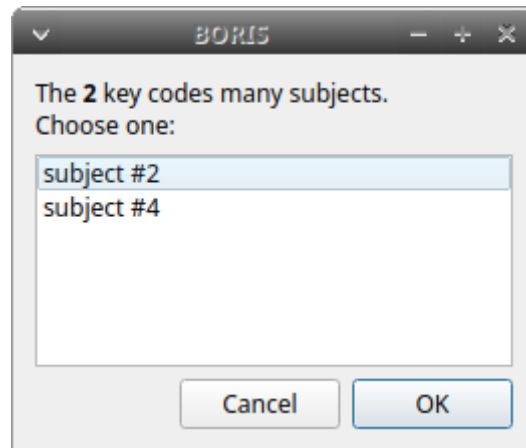 BORIS
The 2 key codes many subjects.
Choose one:
subject #2
subject #4
Cancel OK